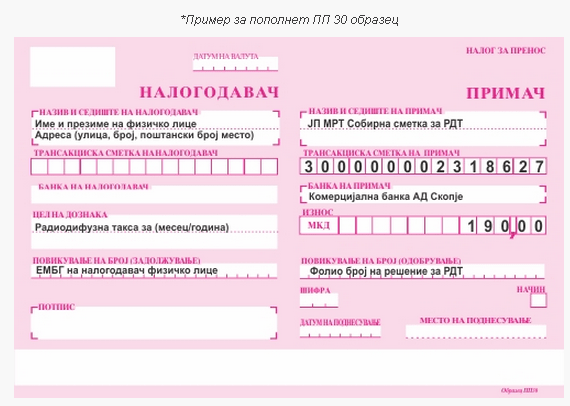 *Пример за пополнет ПП 30 образец
НАЛОГ ЗА ПРЕНОС
ДАТУМ НА ВАЛУТА
НАЛОГОДАВАЧ
ПРИМАЧ
НАЗИВ И СЕДИШТЕ НА НАЛОГОДАВАЧ
Име и презиме на физичко лице
Адреса (улица, број, поштански број место)
НАЗИВ И СЕДИШТЕ НА ПРИМАЧ
ЈП МРТ Собирна сметка за РДТ
ТРАНСАКЦИСКА СМЕТКА НА НАЛОГОДАВАЧ
ТРАНСАКЦИСКА СМЕТКА НА ПРИМАЧ
300000002318627
БАНКА НА НАЛОГОДАВАЧ
БАНКА НА ПРИМАЧ
Комерцијална банка АД Скопје
ЦЕЛ НА ДОЗНАКА
Радиодифузна такса за (месец/година)
ИЗНОС
МКД 190,00
ПОВИКУВАЊЕ НА БРОЈ (ЗАДОЛЖУВАЊЕ)
ЕМБГ на налогодавач физичко лице
ПОВИКУВАЊЕ НА БРОЈ (ОДОБРУВАЊЕ)
Фолио број на решение за РДТ
ШИФРА
НАЧИН
ПОТПИС
ДАТУМ НА ПОДНЕСУВАЊЕ
МЕСТО НА ПОДНЕСУВАЊЕ